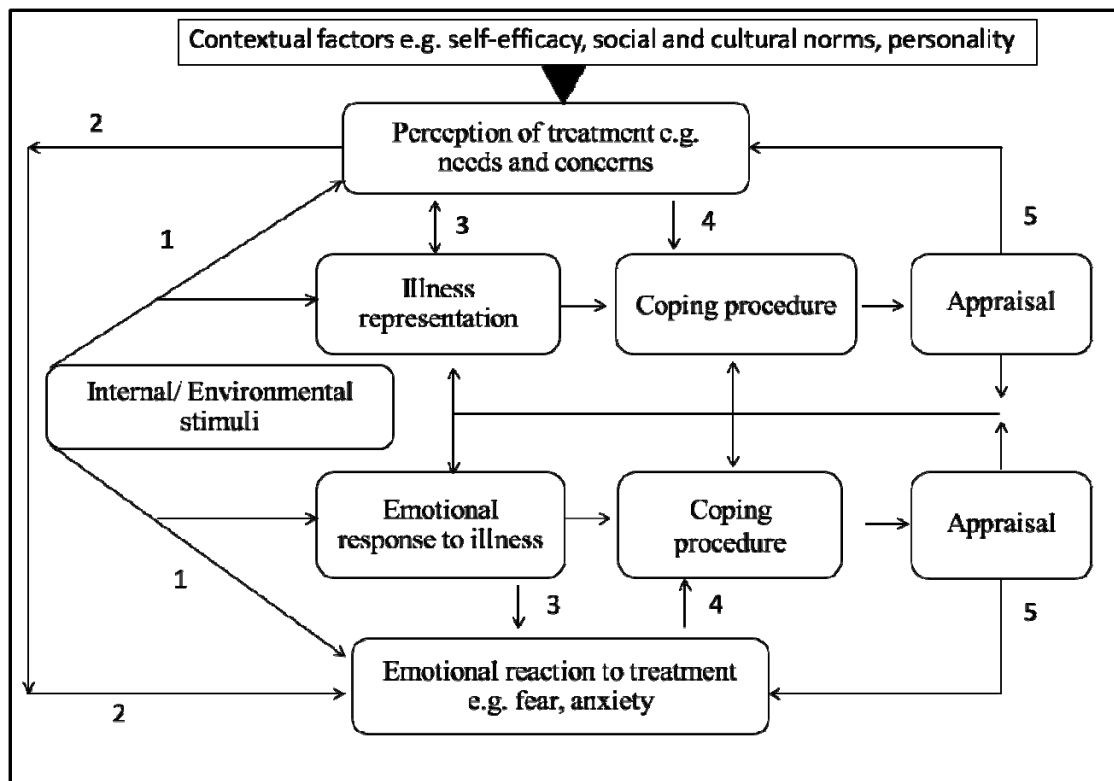 Contextual factors e.g. self-efficacy, social and cultural norms, personality
2
Perception of treatment e.g.
needs and concerns
1
3
4
5
Illness
representation
Coping procedure
Appraisal
Internal/ Environmental
stimuli
Emotional
response to illness
Coping
procedure
Appraisal
1
3
4
5
Emotional reaction to treatment
e.g. fear, anxiety
2